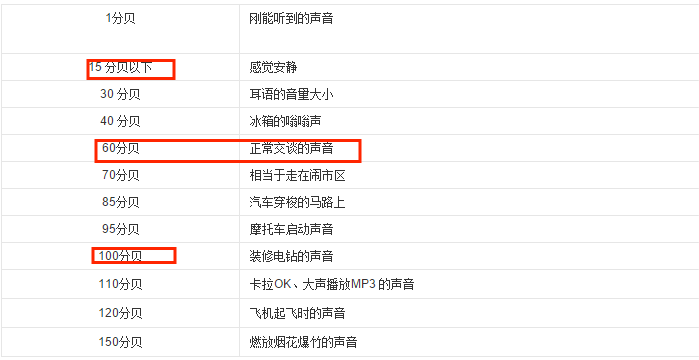 1分贝 刚能听到的声音
15 分贝以下 感觉安静
30 分贝 耳语的音量大小
40 分贝 冰箱的嗡嗡声
60分贝 正常交谈的声音
70分贝 相当于走在闹市区
85分贝 汽车穿梭的马路上
95分贝 摩托车启动声音
100分贝 装修电钻的声音
110分贝 卡拉OK、大声播放MP3 的声音
120分贝 飞机起飞时的声音
150分贝 燃放烟花爆竹的声音